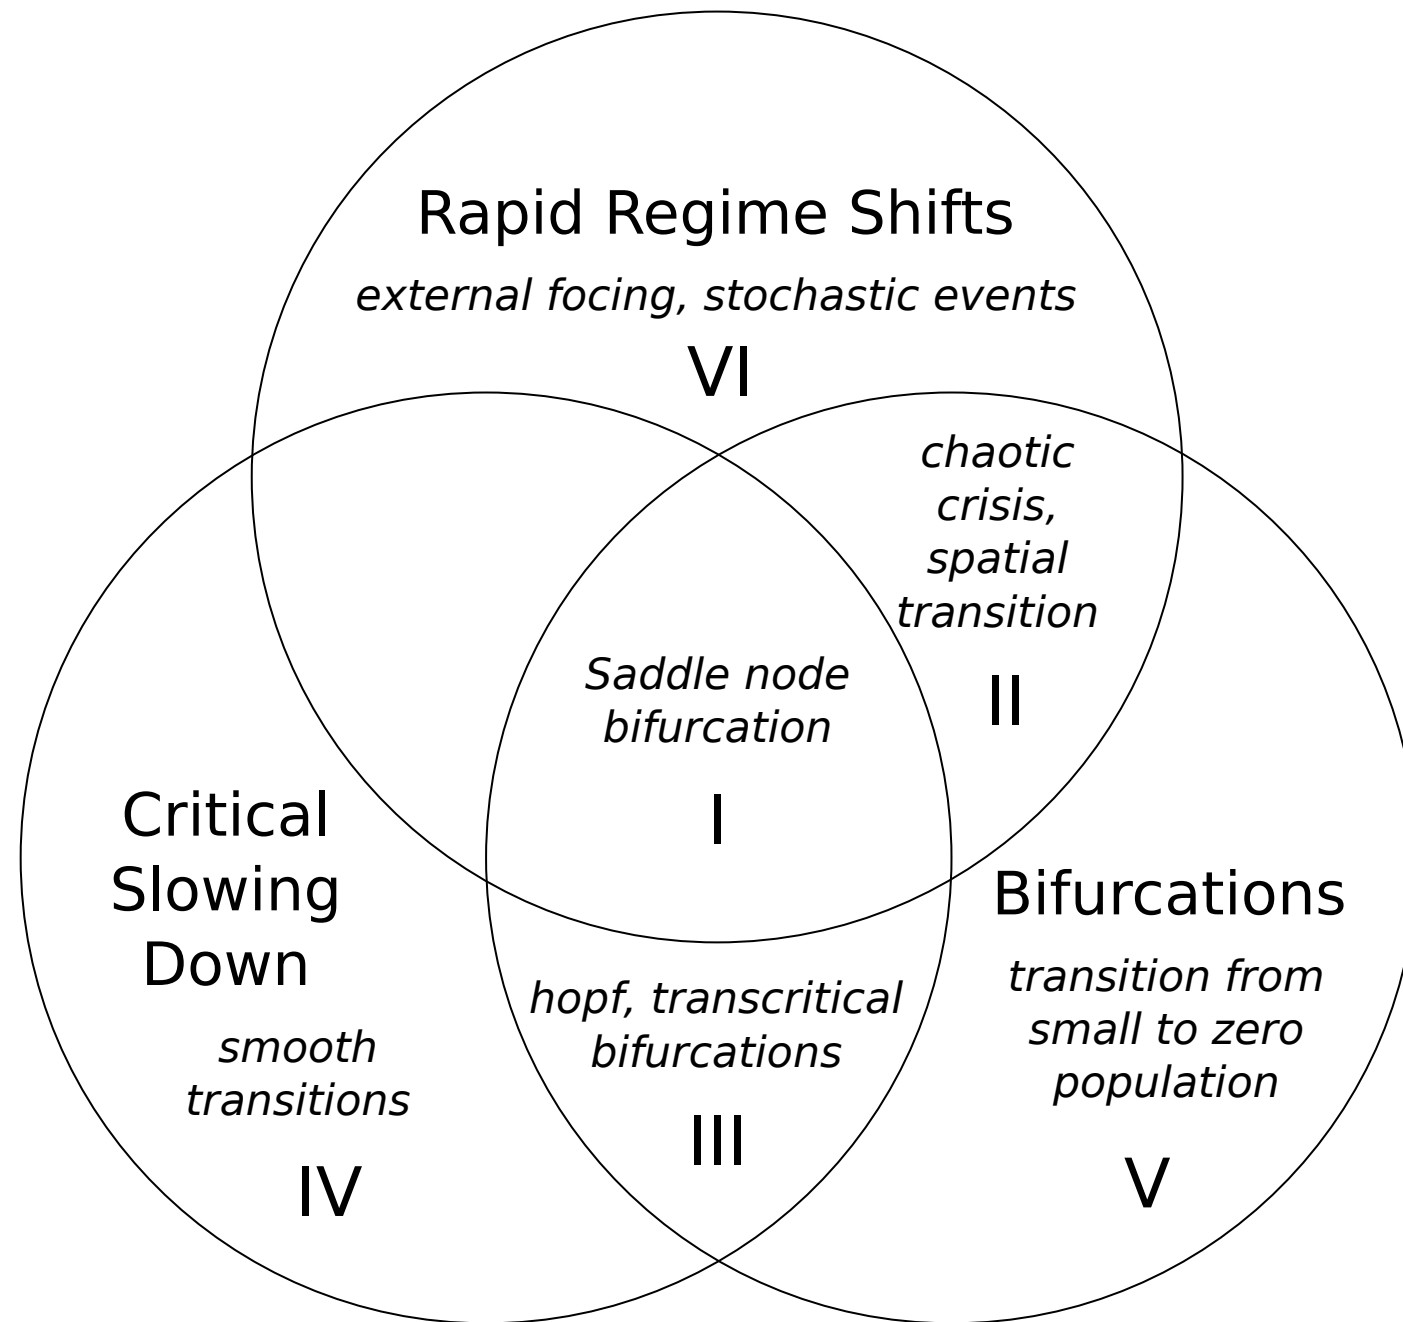 Rapid Regime Shifts
external focing, stochastic events
VI
chaotic
crisis,
spatial
transition
II
Saddle node
bifurcation
I
Critical
Slowing
Down
smooth
transitions
IV
hopf, transcritical
bifurcations
III
Bifurcations
transition from
small to zero
population
V